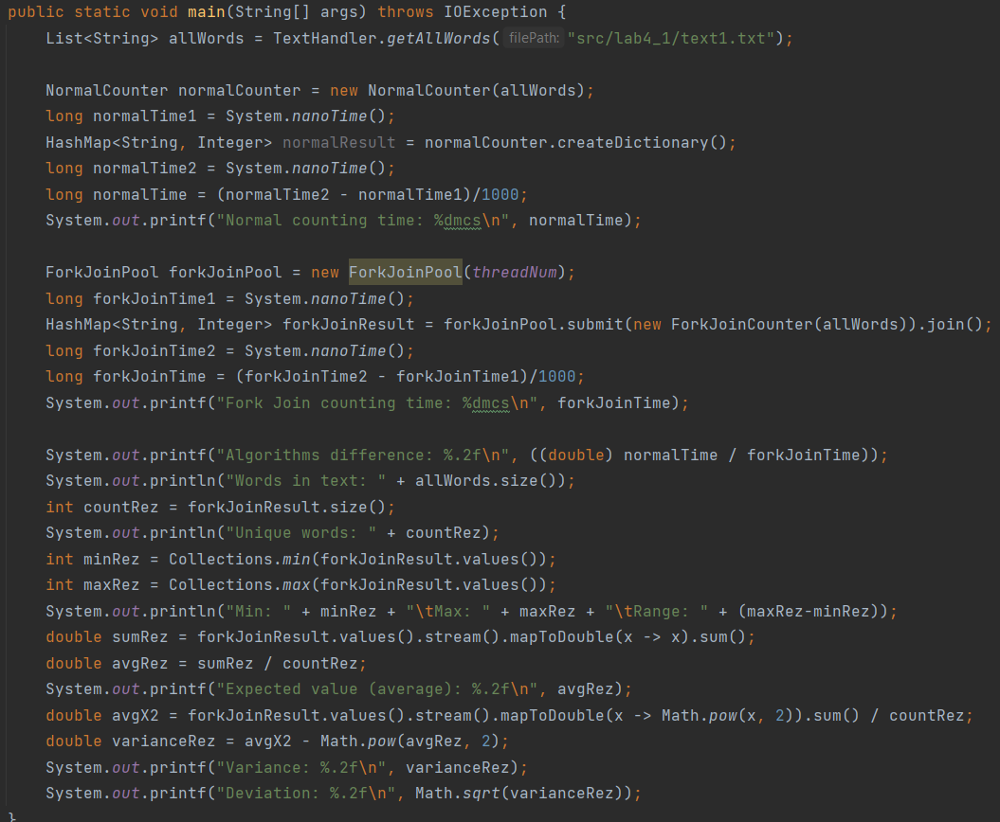 public static void main(String[] args) throws IOException {
List<String> allWords = TextHandler.getAllWords( filePath: "src/lab4_1/text1.txt");
NormalCounter normalCounter = new NormalCounter(allWords);
long normalTime1 = System.nanoTime();
HashMap<String, Integer> normalResult = normalCounter.createDictionary();
long normalTime2 = System.nanoTime();
long normalTime = (normalTime2 - normalTime1)/1000;
System.out.printf("Normal counting time: %dmcs\n", normalTime);
ForkJoinPool forkJoinPool = new ForkJoinPool(threadNum);
long forkJoinTime1 = System.nanoTime();
HashMap<String, Integer> forkJoinResult = forkJoinPool.submit(new ForkJoinCounter(allWords)).join();
long forkJoinTime2 = System.nanoTime();
long forkJoinTime = (forkJoinTime2 - forkJoinTime1)/1000;
System.out.printf("Fork Join counting time: %dmcs\n", forkJoinTime);
System.out.printf("Algorithms difference: %.2f\n", ((double) normalTime / forkJoinTime));
System.out.println("Words in text: " + allWords.size());
int countRez = forkJoinResult.size();
System.out.println("Unique words: " + countRez);
int minRez = Collections.min(forkJoinResult.values());
int maxRez = Collections.max(forkJoinResult.values());
System.out.println("Min: " + minRez + "\tMax: " + maxRez + "\tRange: " + (maxRez-minRez));
double sumRez = forkJoinResult.values().stream().mapToDouble(x -> x).sum();
double avgRez = sumRez / countRez;
System.out.printf("Expected value (average): %.2f\n", avgRez);
double avgX2 = forkJoinResult.values().stream().mapToDouble(x -> Math.pow(x, 2)).sum() / countRez;
double varianceRez = avgX2 - Math.pow(avgRez, 2);
System.out.printf("Variance: %.2f\n", varianceRez);
System.out.printf("Deviation: %.2f\n", Math.sqrt(varianceRez));
}